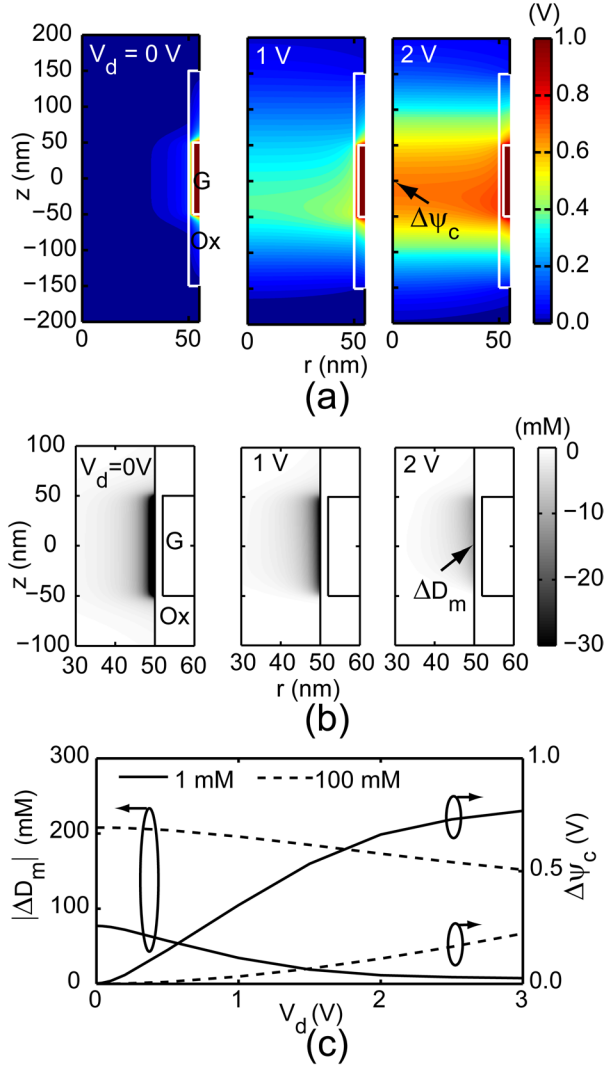 (V)
V_d = 0 V 1 V 2 V
200
150
100
50
0
−50
−100
−150
−200
z (nm)
G
Ox
Δψ_c
1.0
0.8
0.6
0.4
0.2
0.0
0 50 0 50 0 50
r (nm)
(a)
(mM)
V_d=0V 1 V 2 V
100
50
0
−50
−100
z (nm)
G
Ox
ΔD_m
0
−10
−20
−30
30 40 50 60 30 40 50 60 30 40 50 60
r (nm)
(b)
300
200
100
0
|ΔD_m| (mM)
1 mM 100 mM
1.0
0.5
0.0
Δψ_c (V)
0 1 2 3
V_d (V)
(c)